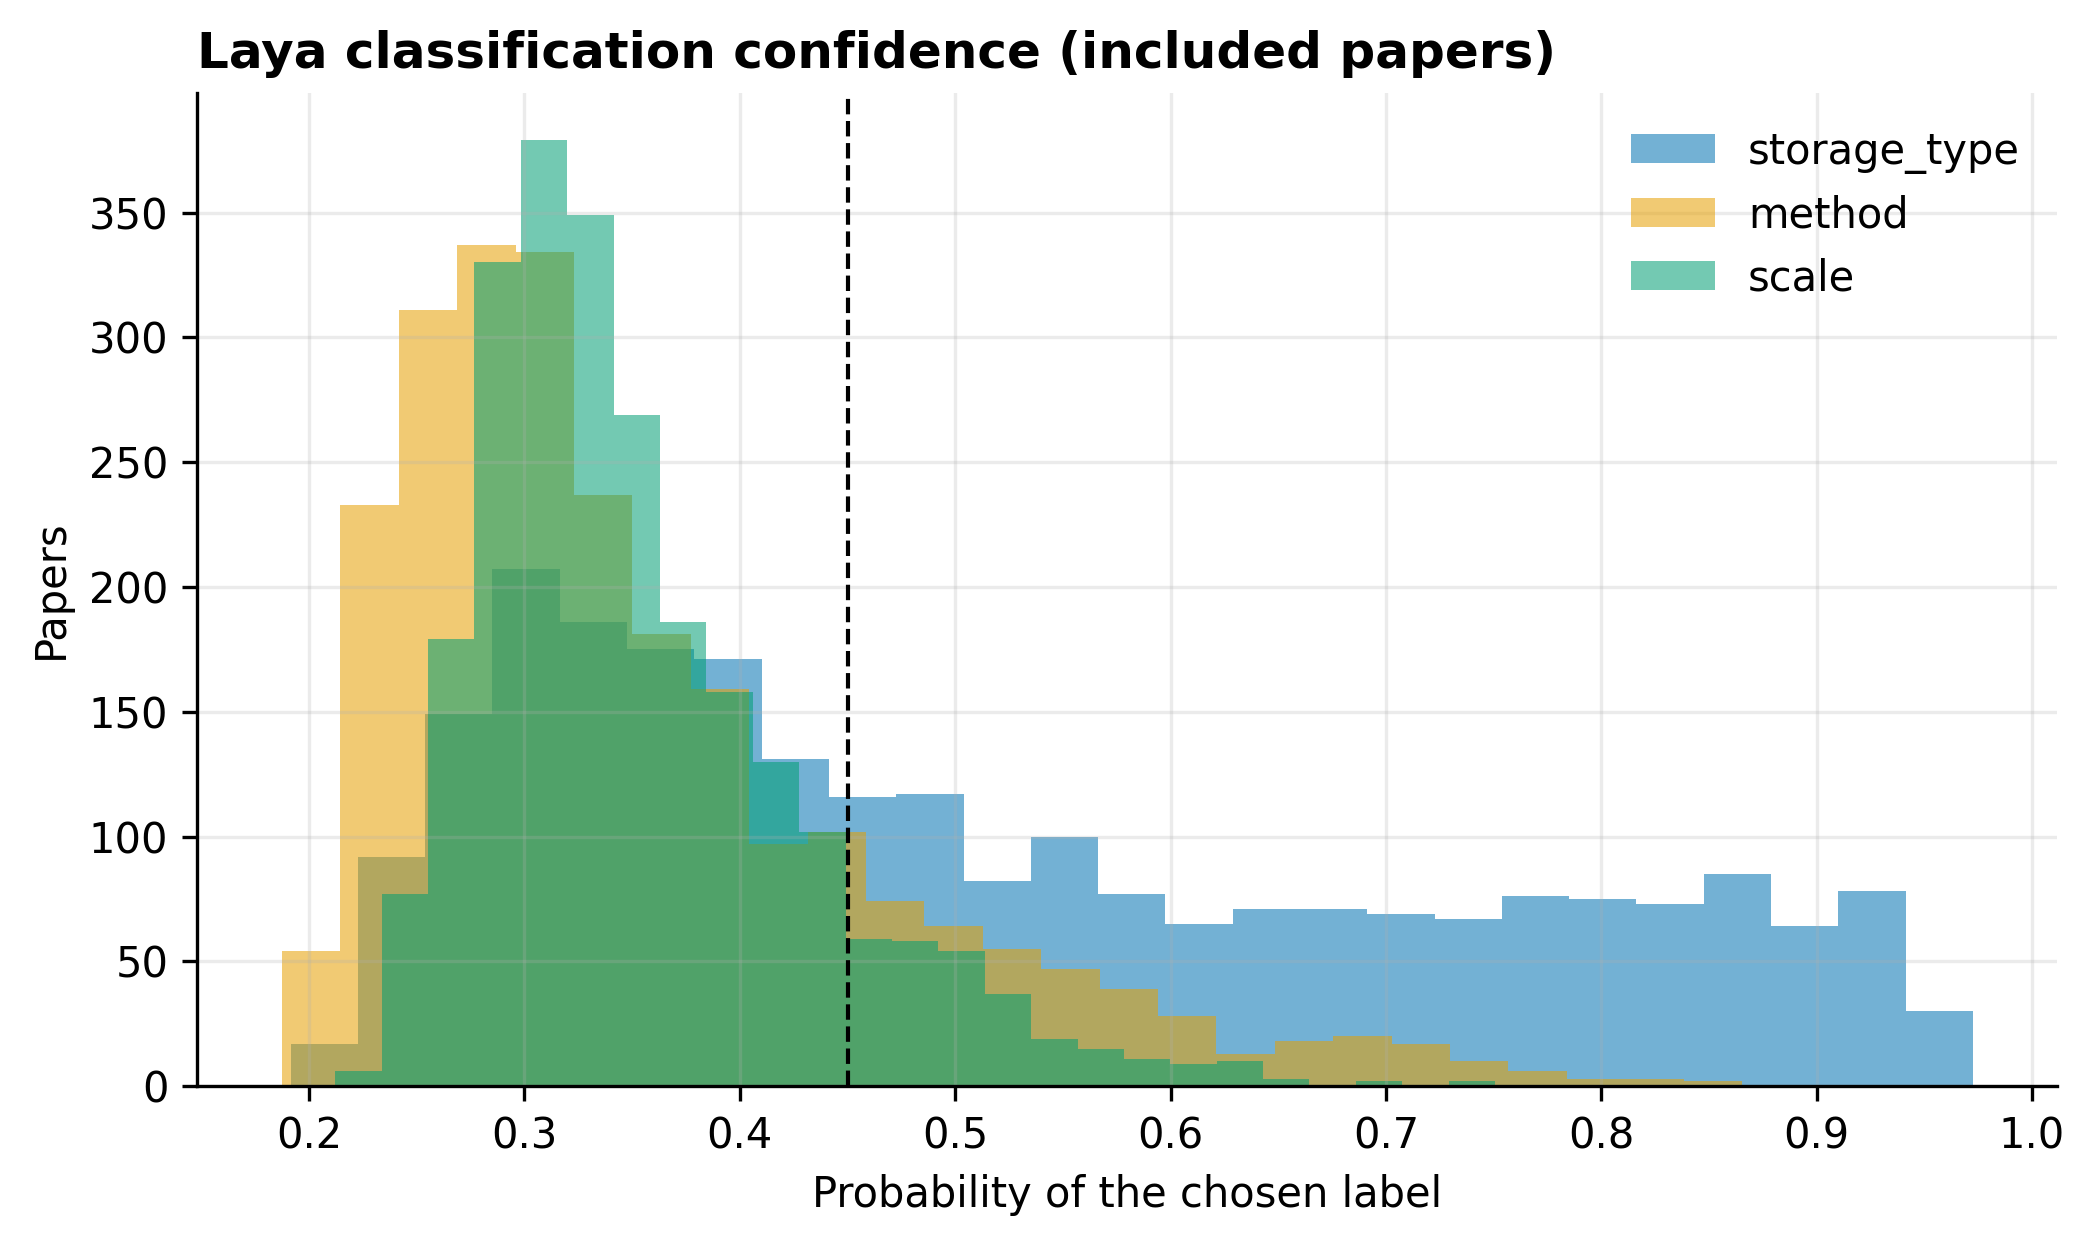 Laya classification confidence (included papers)
storage_type
method
scale
350
300
250
200
150
100
50
0
Papers
0.2 0.3 0.4 0.5 0.6 0.7 0.8 0.9 1.0
Probability of the chosen label